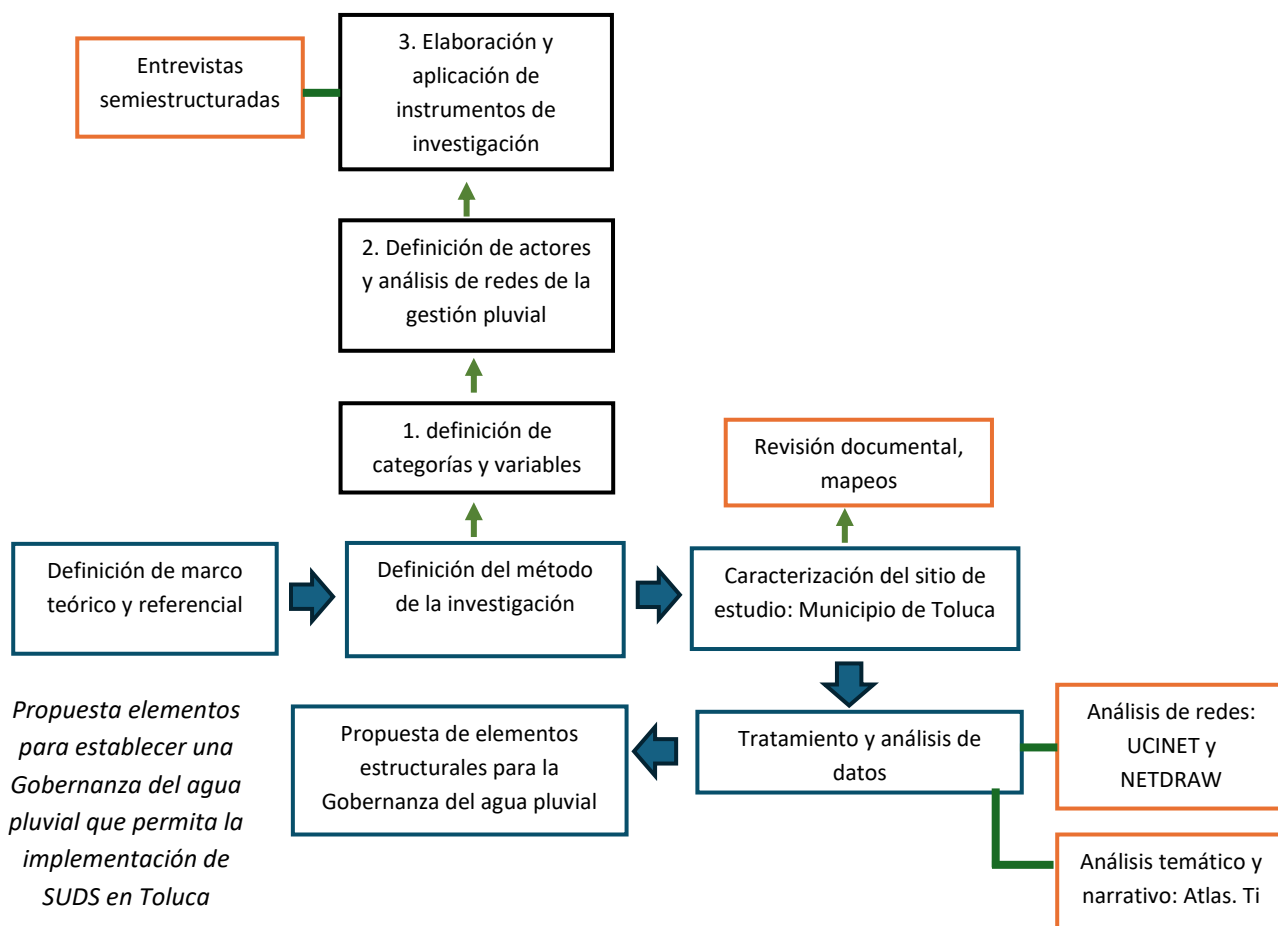 Entrevistas
semiestructuradas
3. Elaboración y
aplicación de
instrumentos de
investigación
2. Definición de actores
y análisis de redes de la
gestión pluvial
1. definición de
categorías y variables
Revisión documental,
mapeos
Definición de marco
teórico y referencial
Definición del método
de la investigación
Caracterización del sitio de
estudio: Municipio de Toluca
Propuesta elementos
para establecer una
Gobernanza del agua
pluvial que permita la
implementación de
SUDS en Toluca
Propuesta de elementos
estructurales para la
Gobernanza del agua pluvial
Tratamiento y análisis de
datos
Análisis de redes:
UCINET y
NETDRAW
Análisis temático y
narrativo: Atlas. Ti